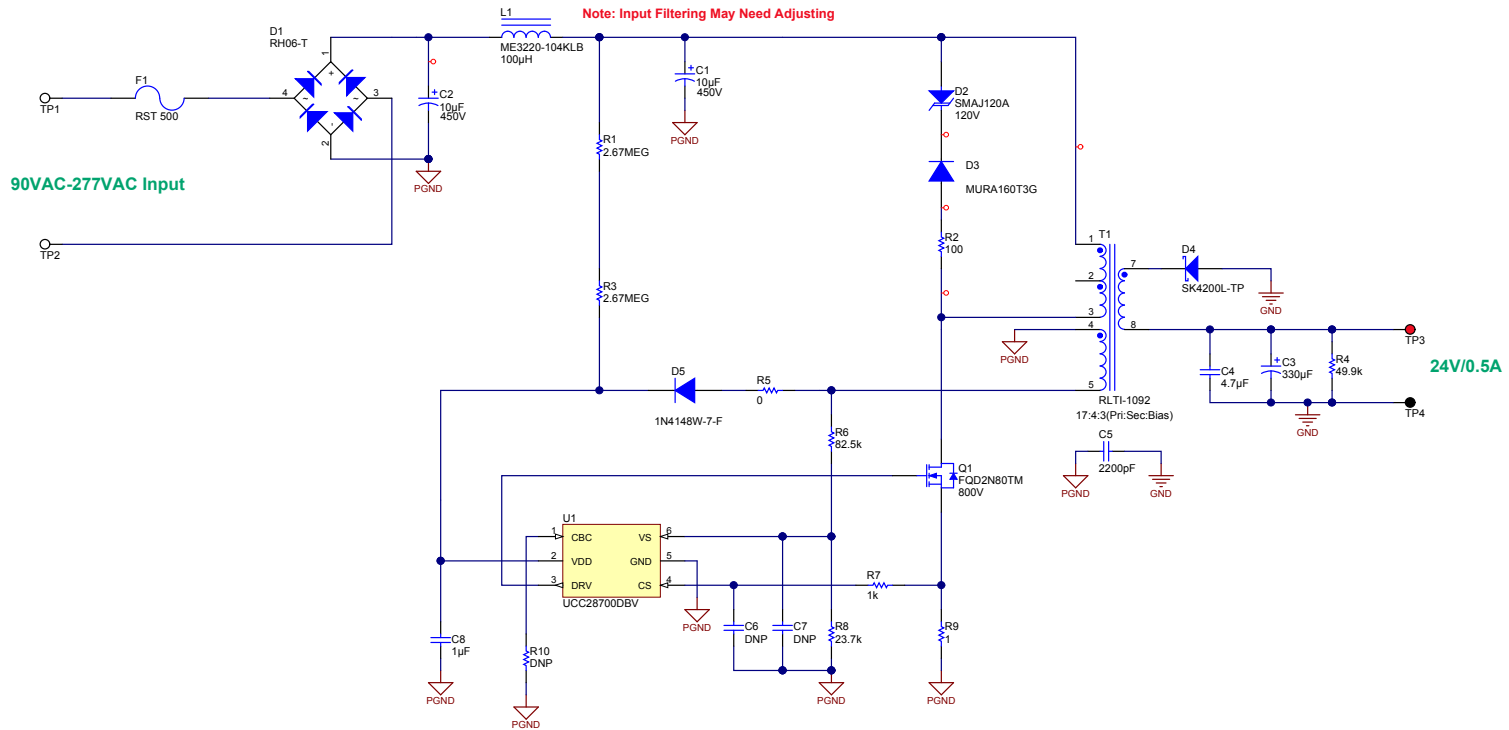 Note: Input Filtering May Need Adjusting
L1
ME3220-104KLB
100µH
D1
RH06-T
1
4
3
2
+
~
~
-
F1
RST 500
TP1
C2
10µF
450V
PGND
+
C1
10µF
450V
PGND
+
D2
SMAJ120A
120V
R1
2.67MEG
D3
MURA160T3G
90VAC-277VAC Input
TP2
R2
100
T1
1
2
3
4
5
7
8
RLTI-1092
17:4:3(Pri:Sec:Bias)
D4
SK4200L-TP
GND
R3
2.67MEG
PGND
TP3
C4
4.7µF
+
C3
330µF
R4
49.9k
24V/0.5A
TP4
GND
D5
1N4148W-7-F
R5
0
R6
82.5k
C5
2200pF
PGND
GND
Q1
FQD2N80TM
800V
U1
1
CBC
VS
6
2
VDD
GND
5
3
DRV
CS
4
UCC28700DBV
PGND
R7
1k
C6
DNP
C7
DNP
R8
23.7k
R9
1
C8
1µF
R10
DNP
PGND
PGND
PGND
PGND